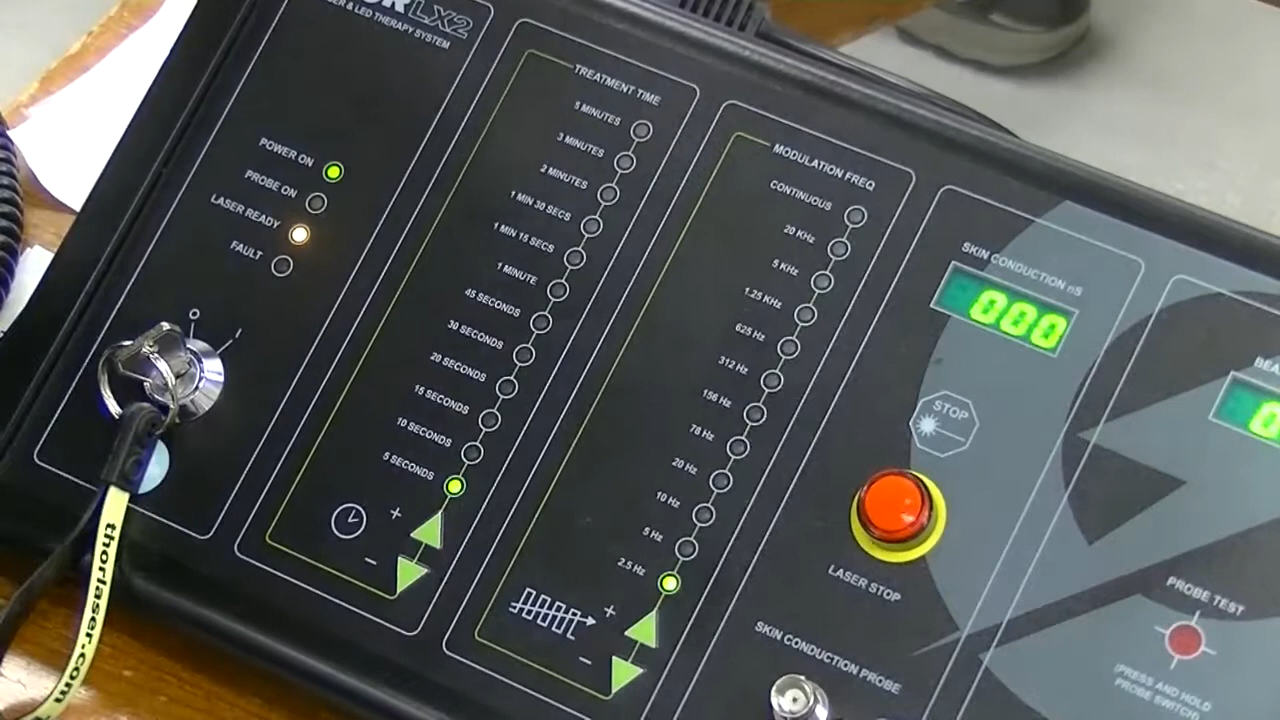 LX2
& LED THERAPY SYSTEM
POWER ON
PROBE ON
LASER READY
FAULT
O
I
thorlaser.com
TREATMENT TIME
5 MINUTES
3 MINUTES
2 MINUTES
1 MIN 30 SECS
1 MIN 15 SECS
1 MINUTE
45 SECONDS
30 SECONDS
20 SECONDS
15 SECONDS
10 SECONDS
5 SECONDS
+
−
MODULATION FREQ
CONTINUOUS
20 KHz
5 KHz
1.25 KHz
625 Hz
312 Hz
156 Hz
78 Hz
20 Hz
10 Hz
5 Hz
2.5 Hz
+
−
SKIN CONDUCTION nS
000
STOP
LASER STOP
SKIN CONDUCTION PROBE
BEA
0
PROBE TEST
(PRESS AND HOLD
PROBE SWITCH)